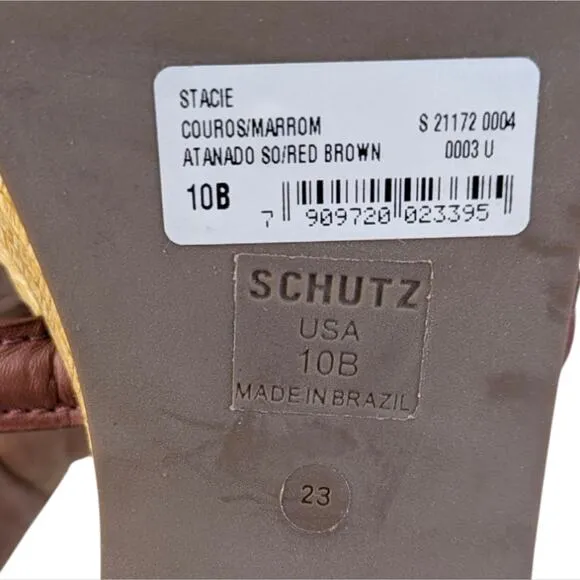 STACIE
COUROS/MARROM S 21172 0004
ATANADO SO/RED BROWN 0003 U
10B
7 909720 023395
SCHUTZ
USA
10B
MADE IN BRAZIL
23